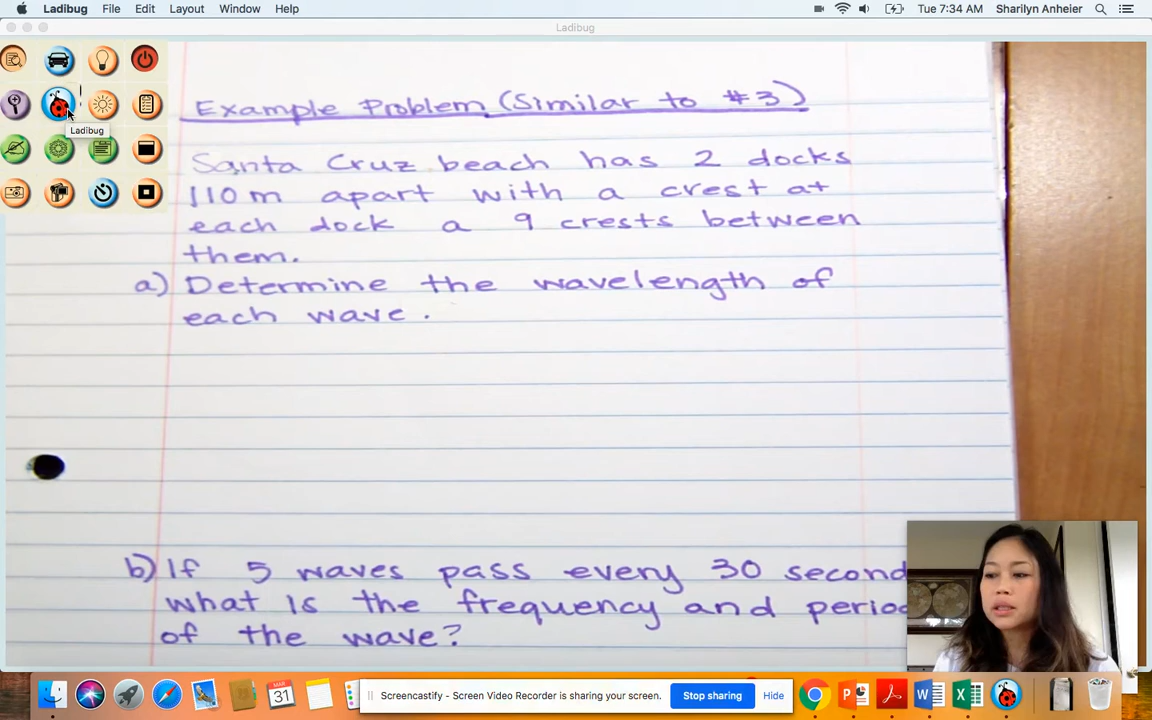 Ladibug File Edit Layout Window Help Tue 7:34 AM Sharilyn Anheier
Ladibug
Example Problem (Similar to #3)
Ladibug
Santa Cruz beach has 2 docks
110m apart with a crest at
each dock a 9 crests between
them.
a) Determine the wavelength of
each wave.
b) If 5 waves pass every 30 second
what is the frequency and perio
of the wave?
MAR
31
Screencastify - Screen Video Recorder is sharing your screen. Stop sharing Hide